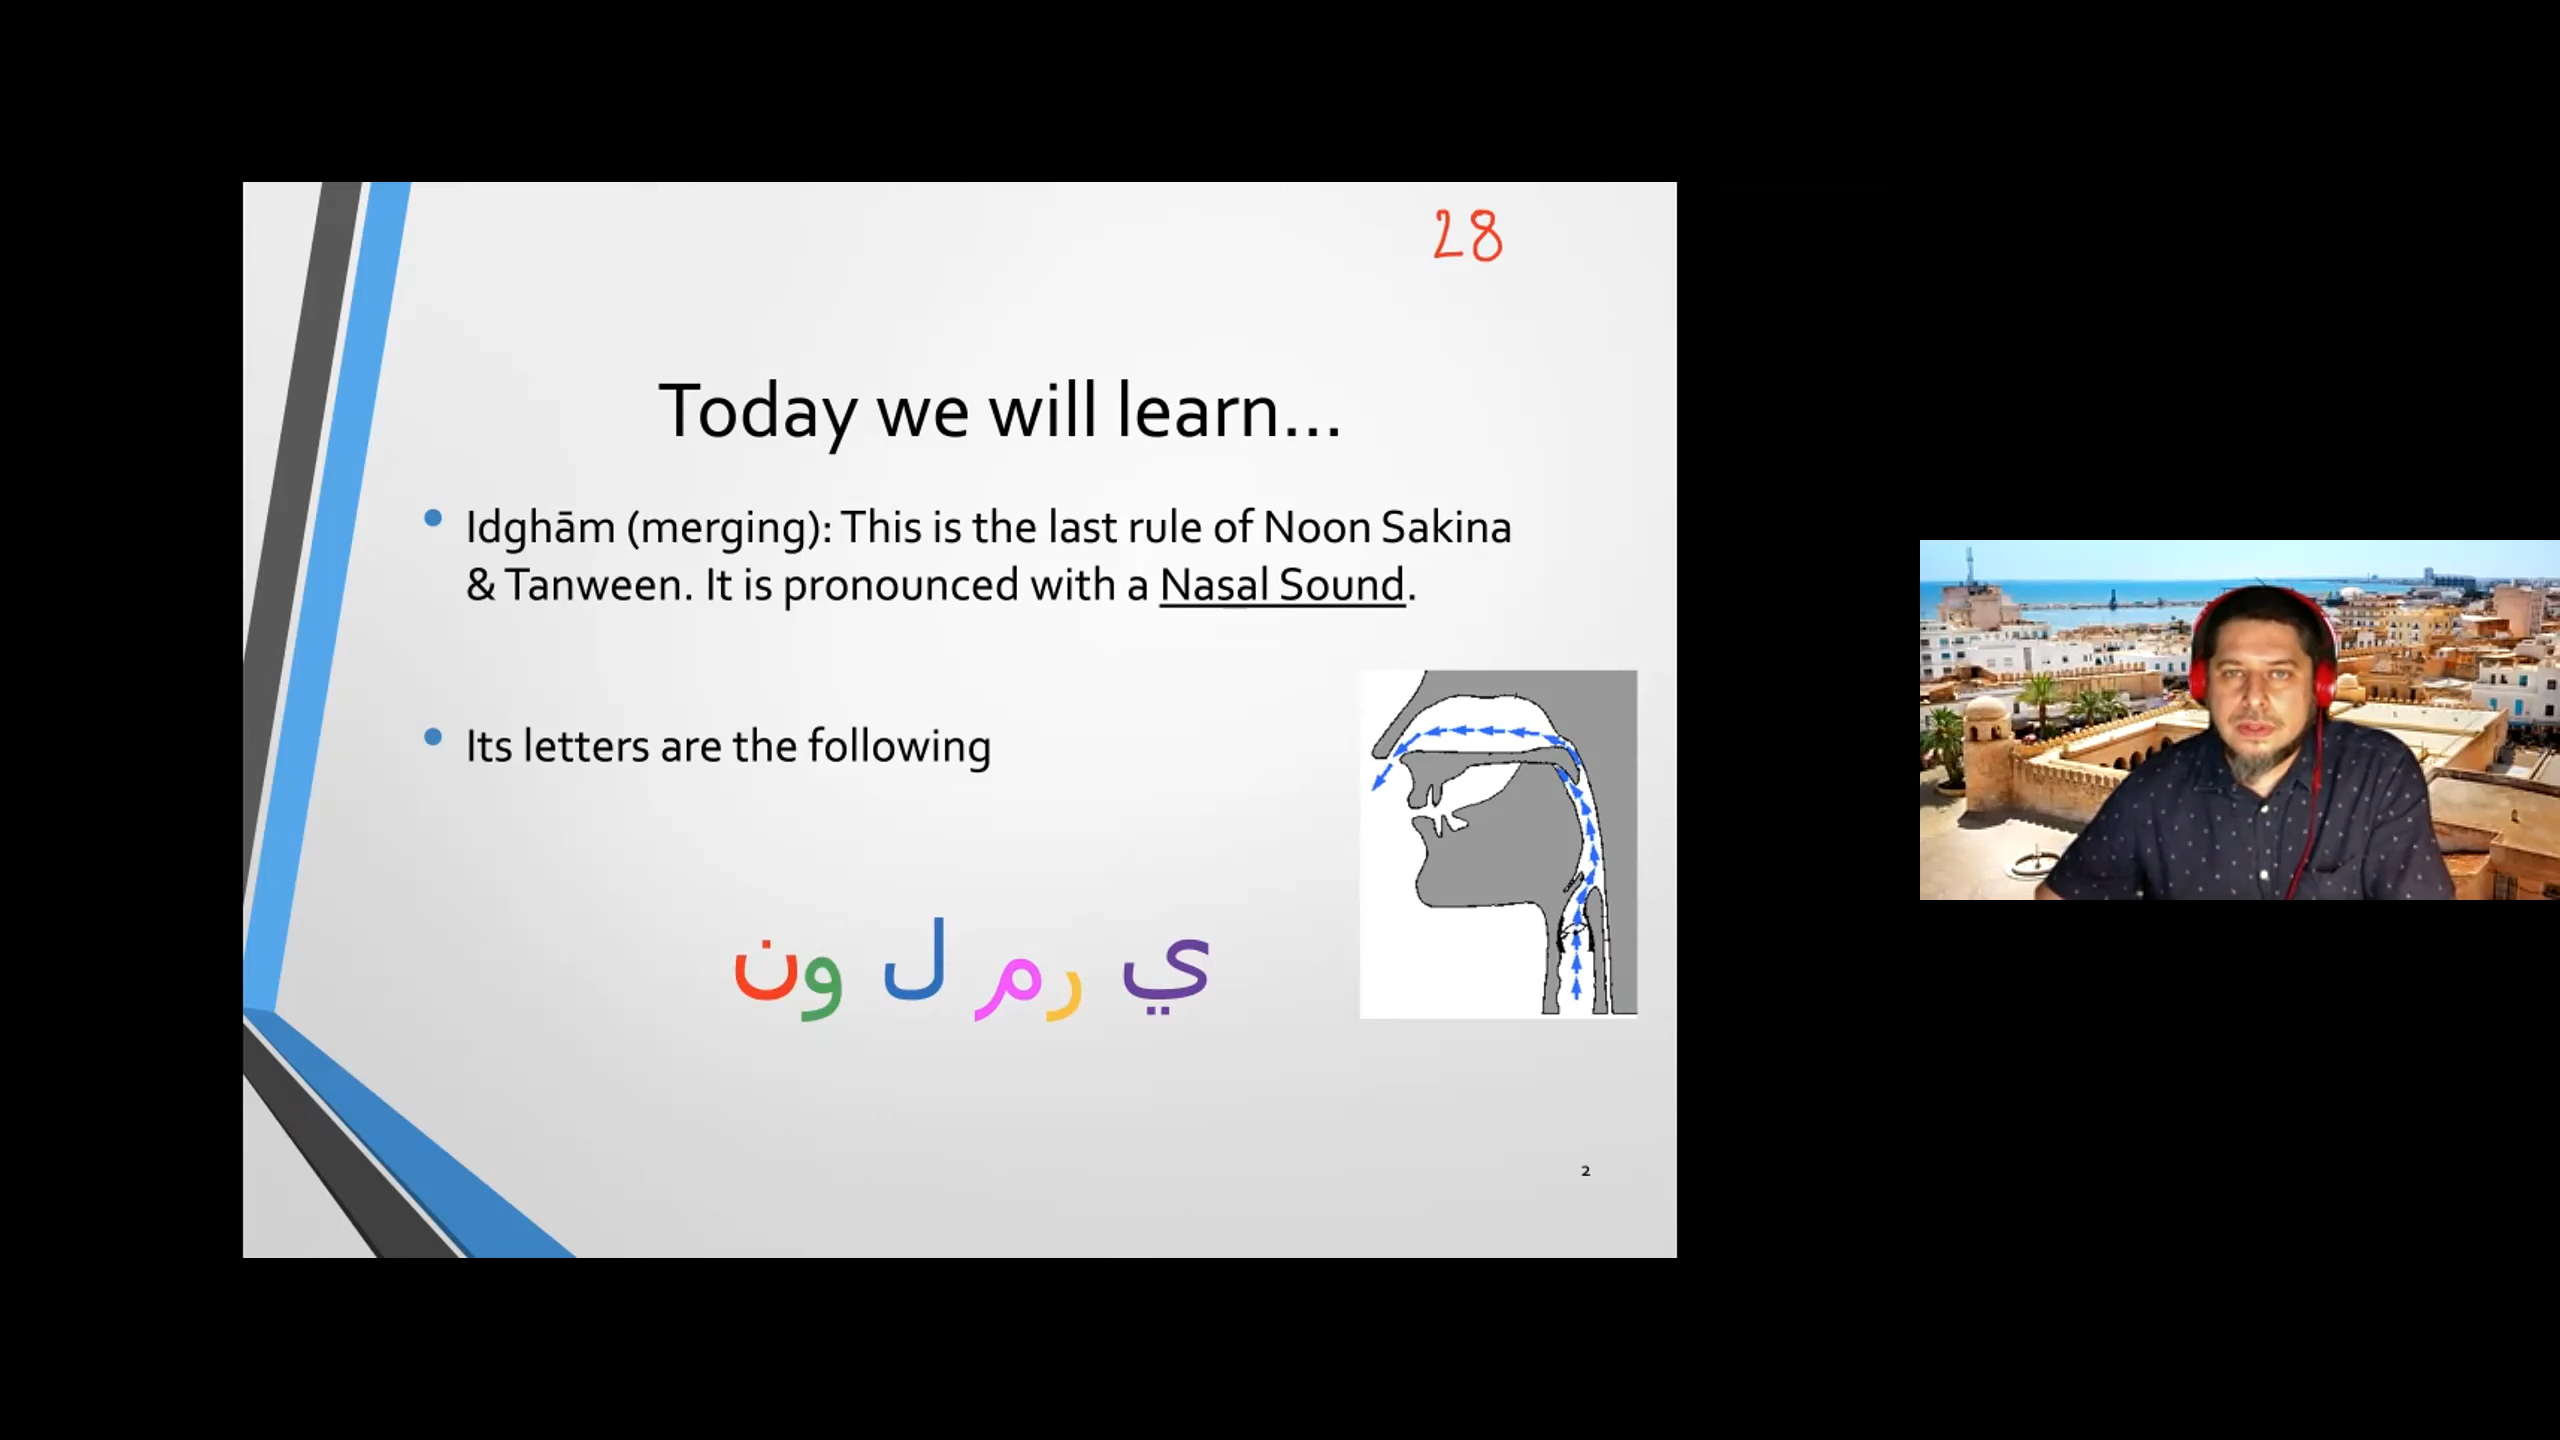 28
Today we will learn...
• Idghām (merging): This is the last rule of Noon Sakina
& Tanween. It is pronounced with a Nasal Sound.
• Its letters are the following
ي ر م ل و ن
2